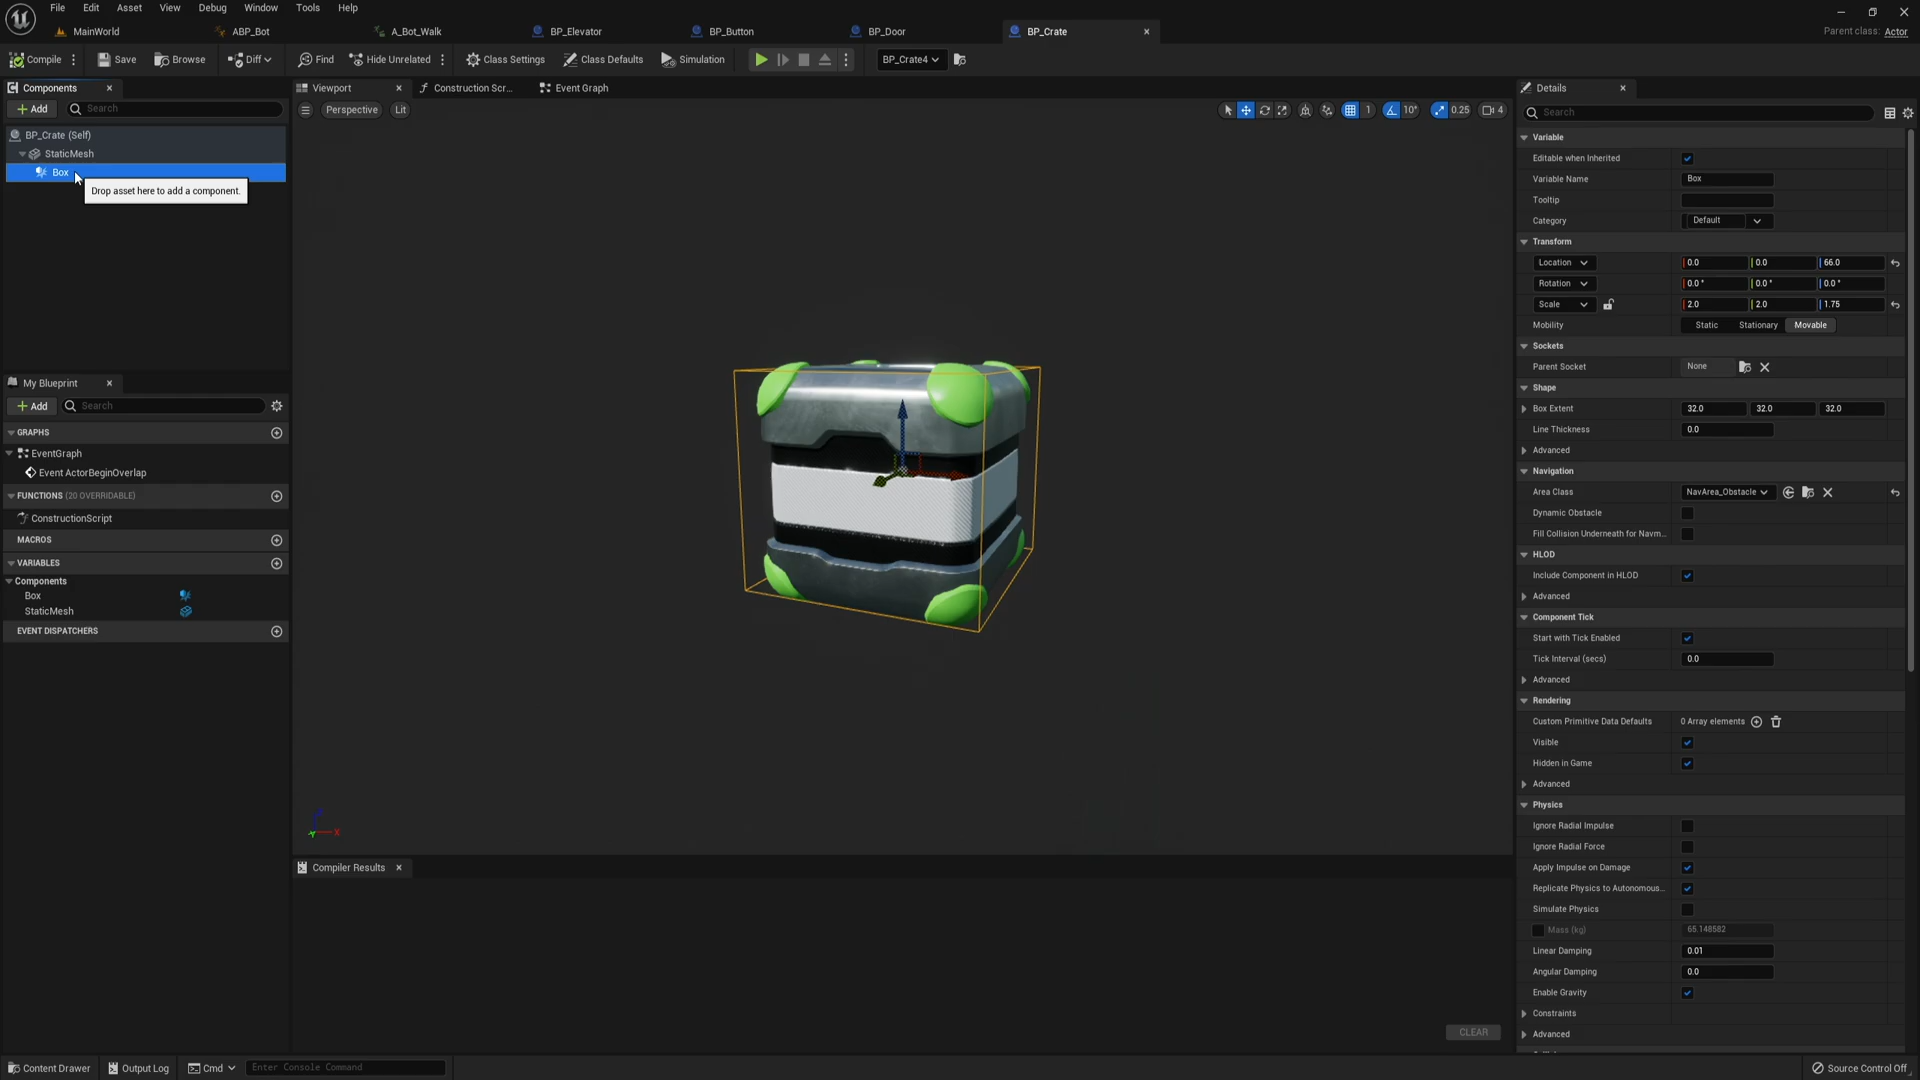 File Edit Asset View Debug Window Tools Help
MainWorld ABP_Bot A_Bot_Walk BP_Elevator BP_Button BP_Door BP_Crate
Parent class: Actor
Compile Save Browse Diff Find Hide Unrelated Class Settings Class Defaults Simulation BP_Crate4
Components
Add Search
BP_Crate (Self)
StaticMesh
Box
Drop asset here to add a component.
My Blueprint
Add Search
GRAPHS
EventGraph
Event ActorBeginOverlap
FUNCTIONS (20 OVERRIDABLE)
ConstructionScript
MACROS
VARIABLES
Components
Box
StaticMesh
EVENT DISPATCHERS
Viewport Construction Scr... Event Graph
Perspective Lit
1 10° 0.25 4
X
Compiler Results
CLEAR
Details
Search
Variable
Editable when Inherited
Variable Name Box
Tooltip
Category Default
Transform
Location 0.0 0.0 66.0
Rotation 0.0° 0.0° 0.0°
Scale 2.0 2.0 1.75
Mobility Static Stationary Movable
Sockets
Parent Socket None
Shape
Box Extent 32.0 32.0 32.0
Line Thickness 0.0
Advanced
Navigation
Area Class NavArea_Obstacle
Dynamic Obstacle
Fill Collision Underneath for Navm...
HLOD
Include Component in HLOD
Advanced
Component Tick
Start with Tick Enabled
Tick Interval (secs) 0.0
Advanced
Rendering
Custom Primitive Data Defaults 0 Array elements
Visible
Hidden in Game
Advanced
Physics
Ignore Radial Impulse
Ignore Radial Force
Apply Impulse on Damage
Replicate Physics to Autonomous...
Simulate Physics
Mass (kg) 65.148582
Linear Damping 0.01
Angular Damping 0.0
Enable Gravity
Constraints
Advanced
Content Drawer Output Log Cmd Enter Console Command
Source Control Off